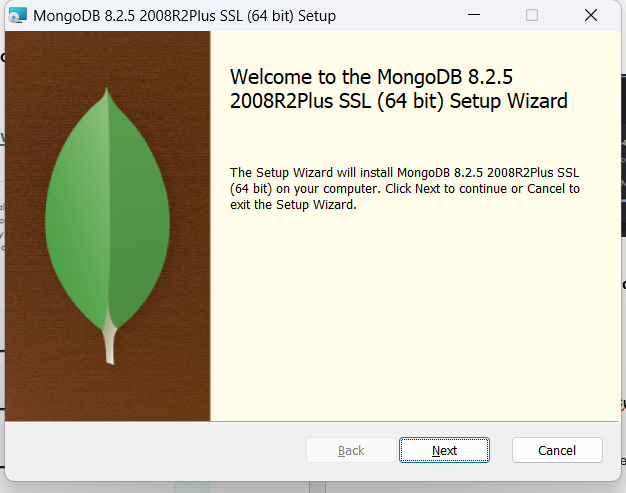 MongoDB 8.2.5 2008R2Plus SSL (64 bit) Setup
Welcome to the MongoDB 8.2.5
2008R2Plus SSL (64 bit) Setup Wizard
The Setup Wizard will install MongoDB 8.2.5 2008R2Plus SSL
(64 bit) on your computer. Click Next to continue or Cancel to
exit the Setup Wizard.
Back
Next
Cancel